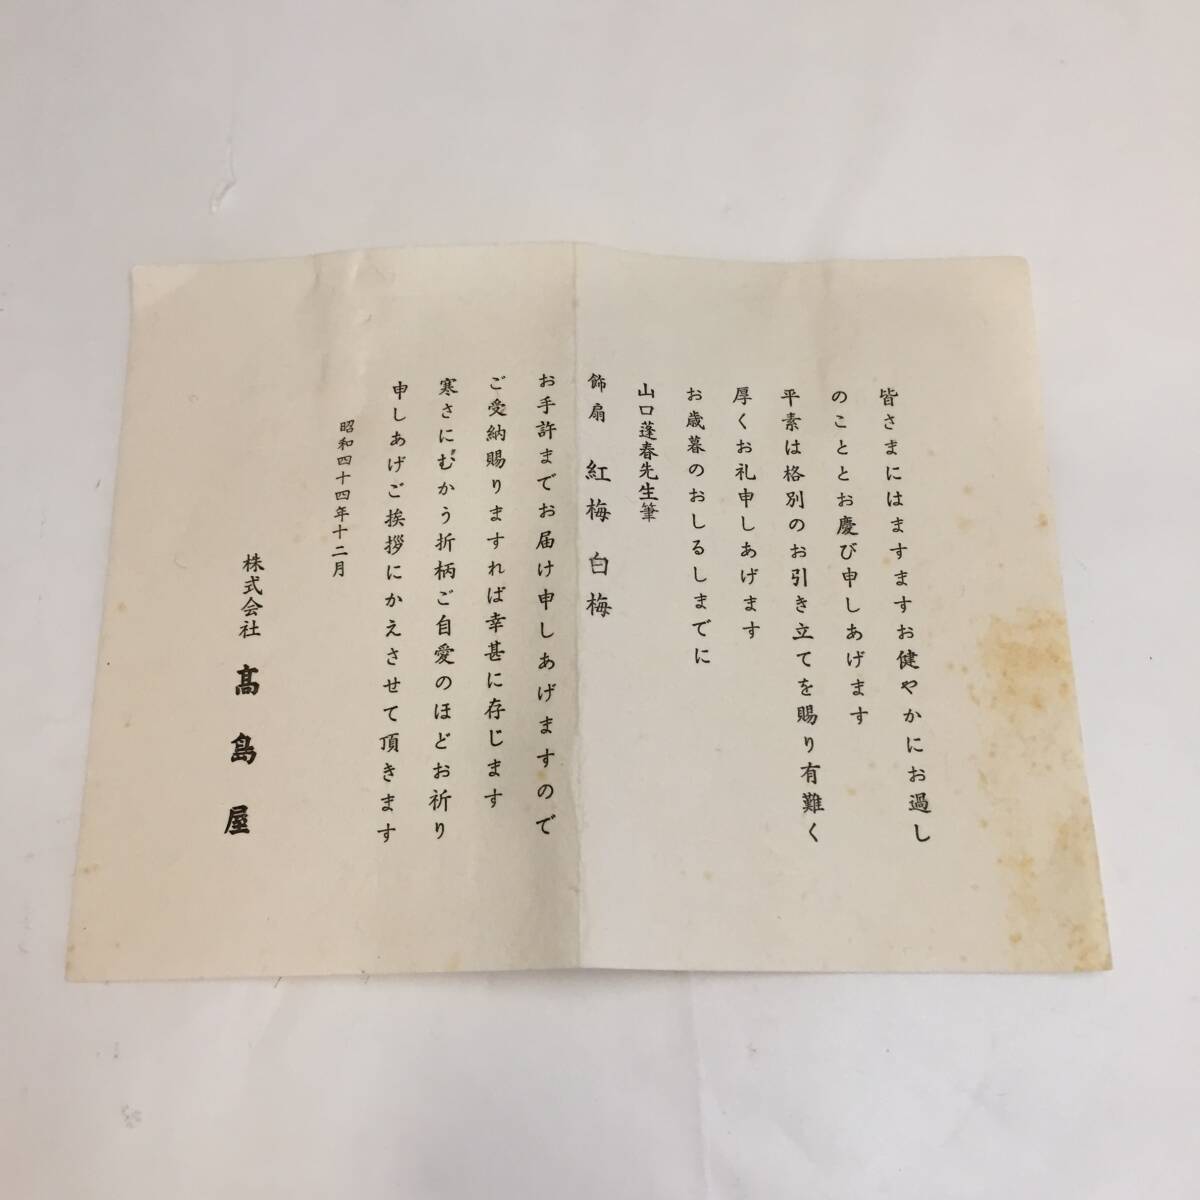 皆さまにはますますお健やかにお過し
のこととお慶び申しあげます
平素は格別のお引き立てを賜り有難く
厚くお礼申しあげます
お歳暮のおしるしまでに
山口蓬春先生筆
飾扇　紅梅　白梅
お手許までお届け申しあげますので
ご受納賜りますれば幸甚に存じます
寒さにむかう折柄ご自愛のほどお祈り
申しあげご挨拶にかえさせて頂きます
昭和四十四年十二月
株式会社　髙島屋